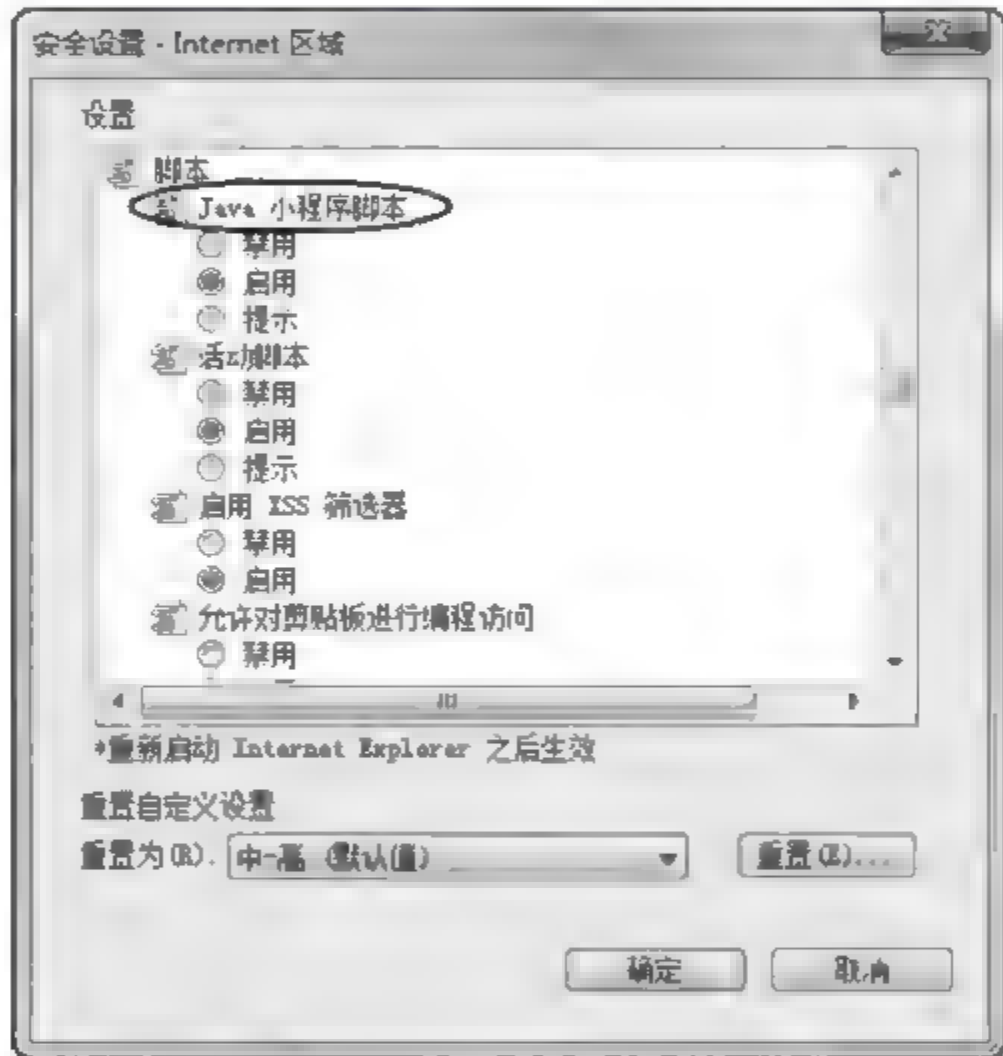 安全设置 - Internet 区域
设置
脚本
Java 小程序脚本
禁用
启用
提示
活动脚本
禁用
启用
提示
启用 XSS 筛选器
禁用
启用
允许对剪贴板进行编程访问
禁用
*重新启动 Internet Explorer 之后生效
重置自定义设置
重置为(R): 中-高 (默认值) 重置(E)...
确定 取消